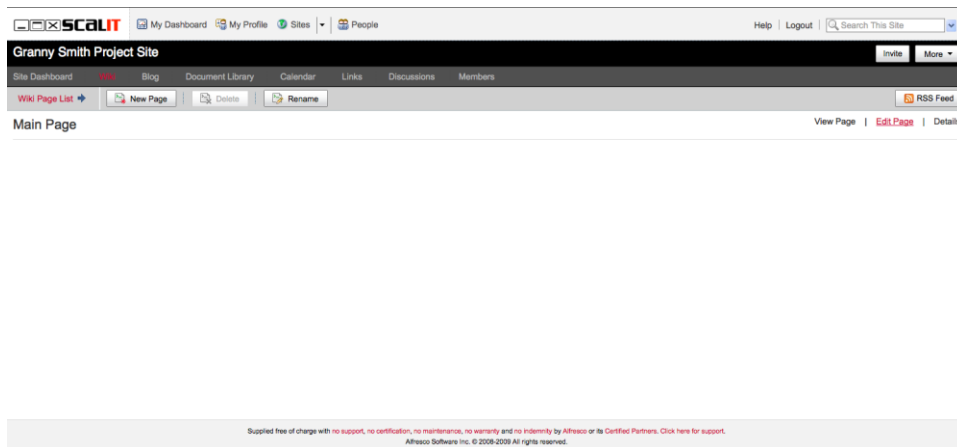 SCALIT My Dashboard My Profile Sites People Help Logout Search This Site
Granny Smith Project Site Invite More
Site Dashboard Wiki Blog Document Library Calendar Links Discussions Members
Wiki Page List New Page Delete Rename RSS Feed
Main Page View Page | Edit Page | Details
Supplied free of charge with no support, no certification, no maintenance, no warranty and no indemnity by Alfresco or its Certified Partners. Click here for support.
Alfresco Software Inc. © 2008-2009 All rights reserved.